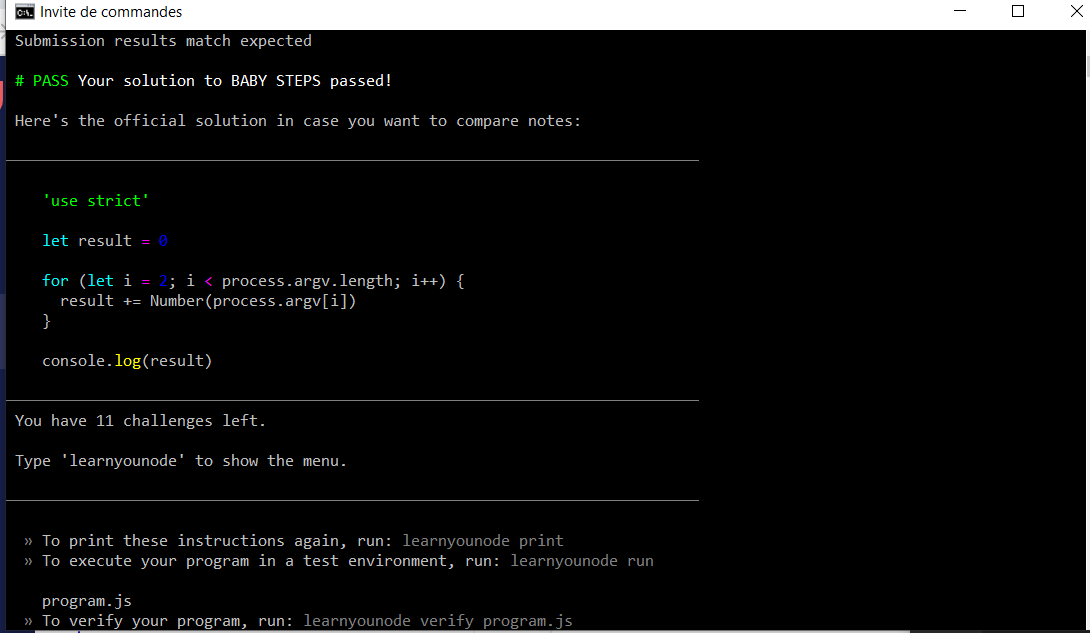 Invite de commandes
Submission results match expected
# PASS Your solution to BABY STEPS passed!
Here's the official solution in case you want to compare notes:
'use strict'
let result = 0
for (let i = 2; i < process.argv.length; i++) {
result += Number(process.argv[i])
}
console.log(result)
You have 11 challenges left.
Type 'learnyounode' to show the menu.
» To print these instructions again, run: learnyounode print
» To execute your program in a test environment, run: learnyounode run
program.js
» To verify your program, run: learnyounode verify program.js